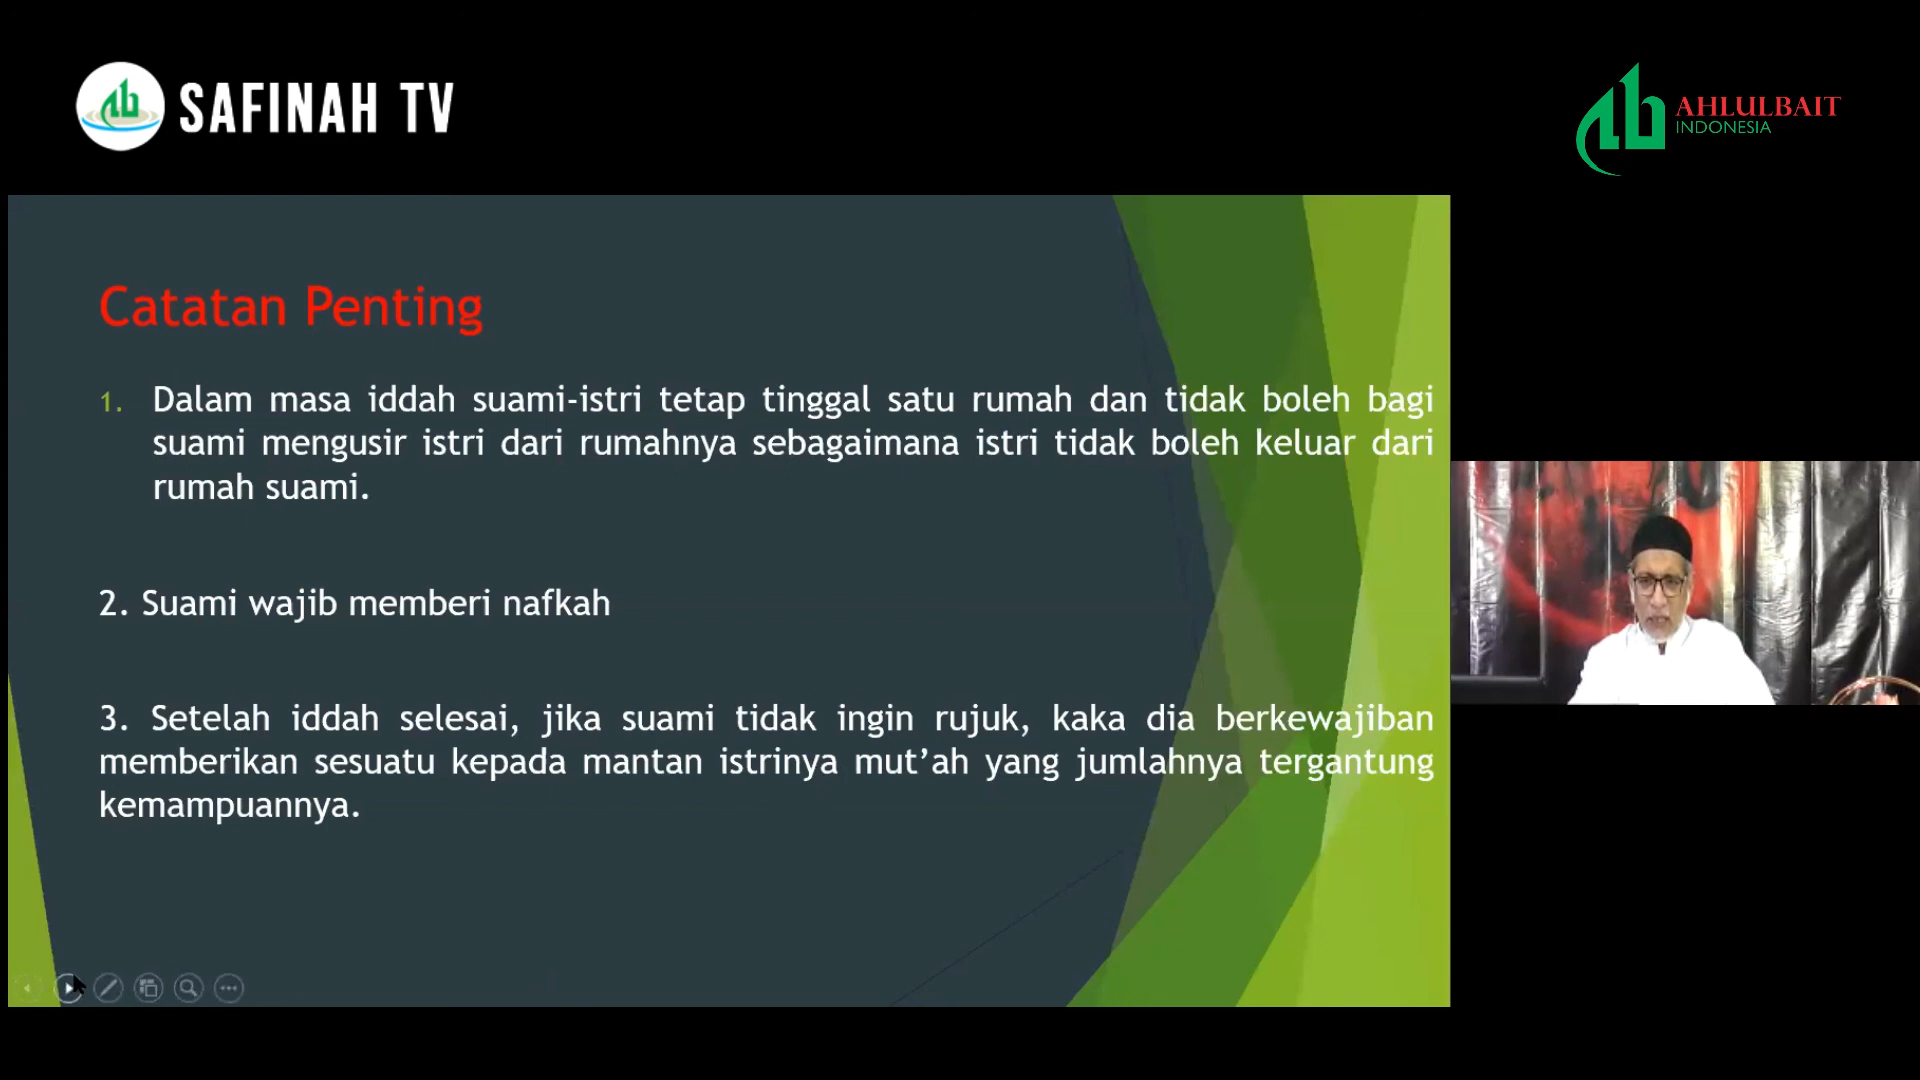 SAFINAH TV
AHLULBAIT
INDONESIA
Catatan Penting
1. Dalam masa iddah suami-istri tetap tinggal satu rumah dan tidak boleh bagi
suami mengusir istri dari rumahnya sebagaimana istri tidak boleh keluar dari
rumah suami.
2. Suami wajib memberi nafkah
3. Setelah iddah selesai, jika suami tidak ingin rujuk, kaka dia berkewajiban
memberikan sesuatu kepada mantan istrinya mut’ah yang jumlahnya tergantung
kemampuannya.